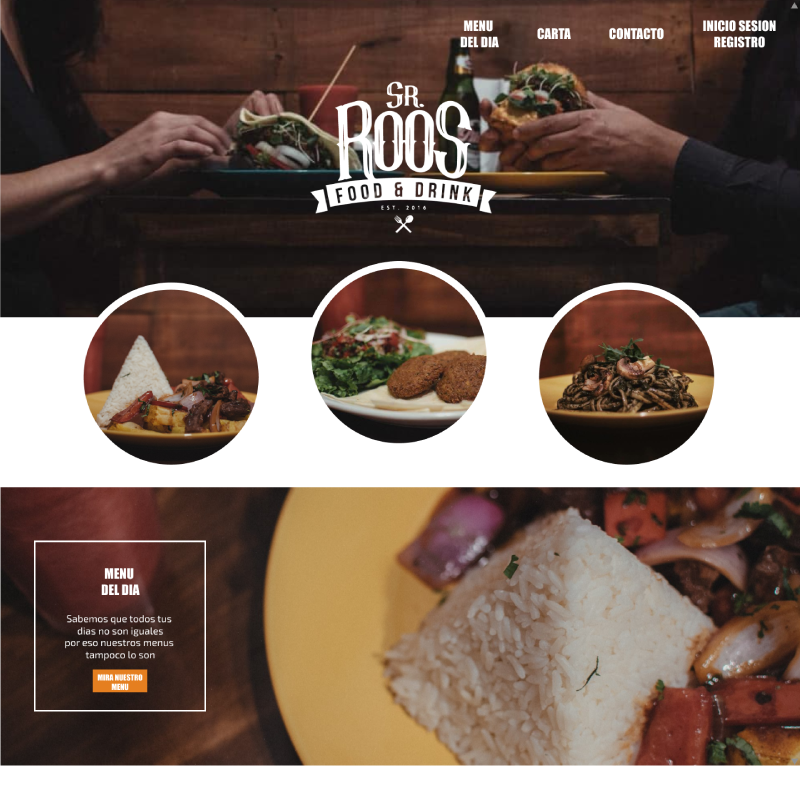 MENU
DEL DIA
CARTA
CONTACTO
INICIO SESION
REGISTRO
SR.
ROOS
FOOD & DRINK
EST. 2016
MENU
DEL DIA
Sabemos que todos tus
dias no son iguales
por eso nuestros menus
tampoco lo son
MIRA NUESTRO
MENU